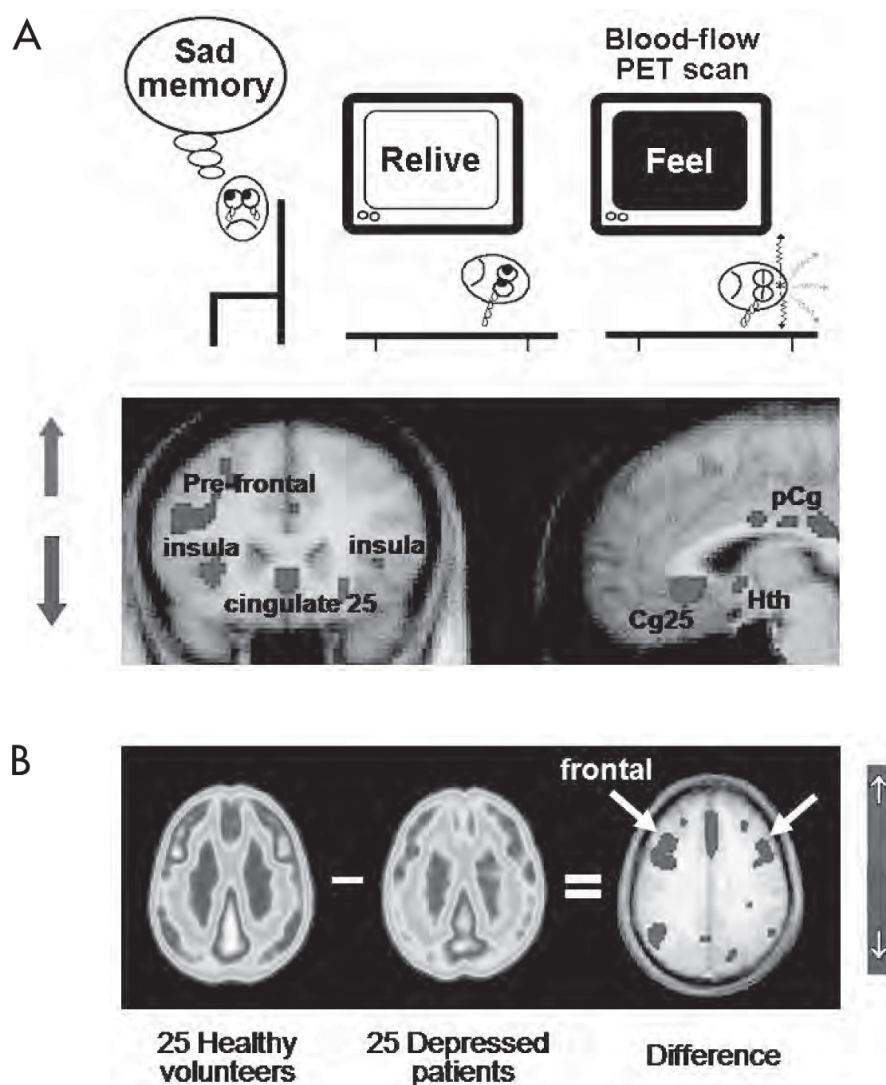 A
Sad
memory
Relive
Blood-flow
PET scan
Feel
Pre-frontal
insula
insula
cingulate 25
pCg
Hth
Cg25
B
frontal
–
=
25 Healthy
volunteers
25 Depressed
patients
Difference